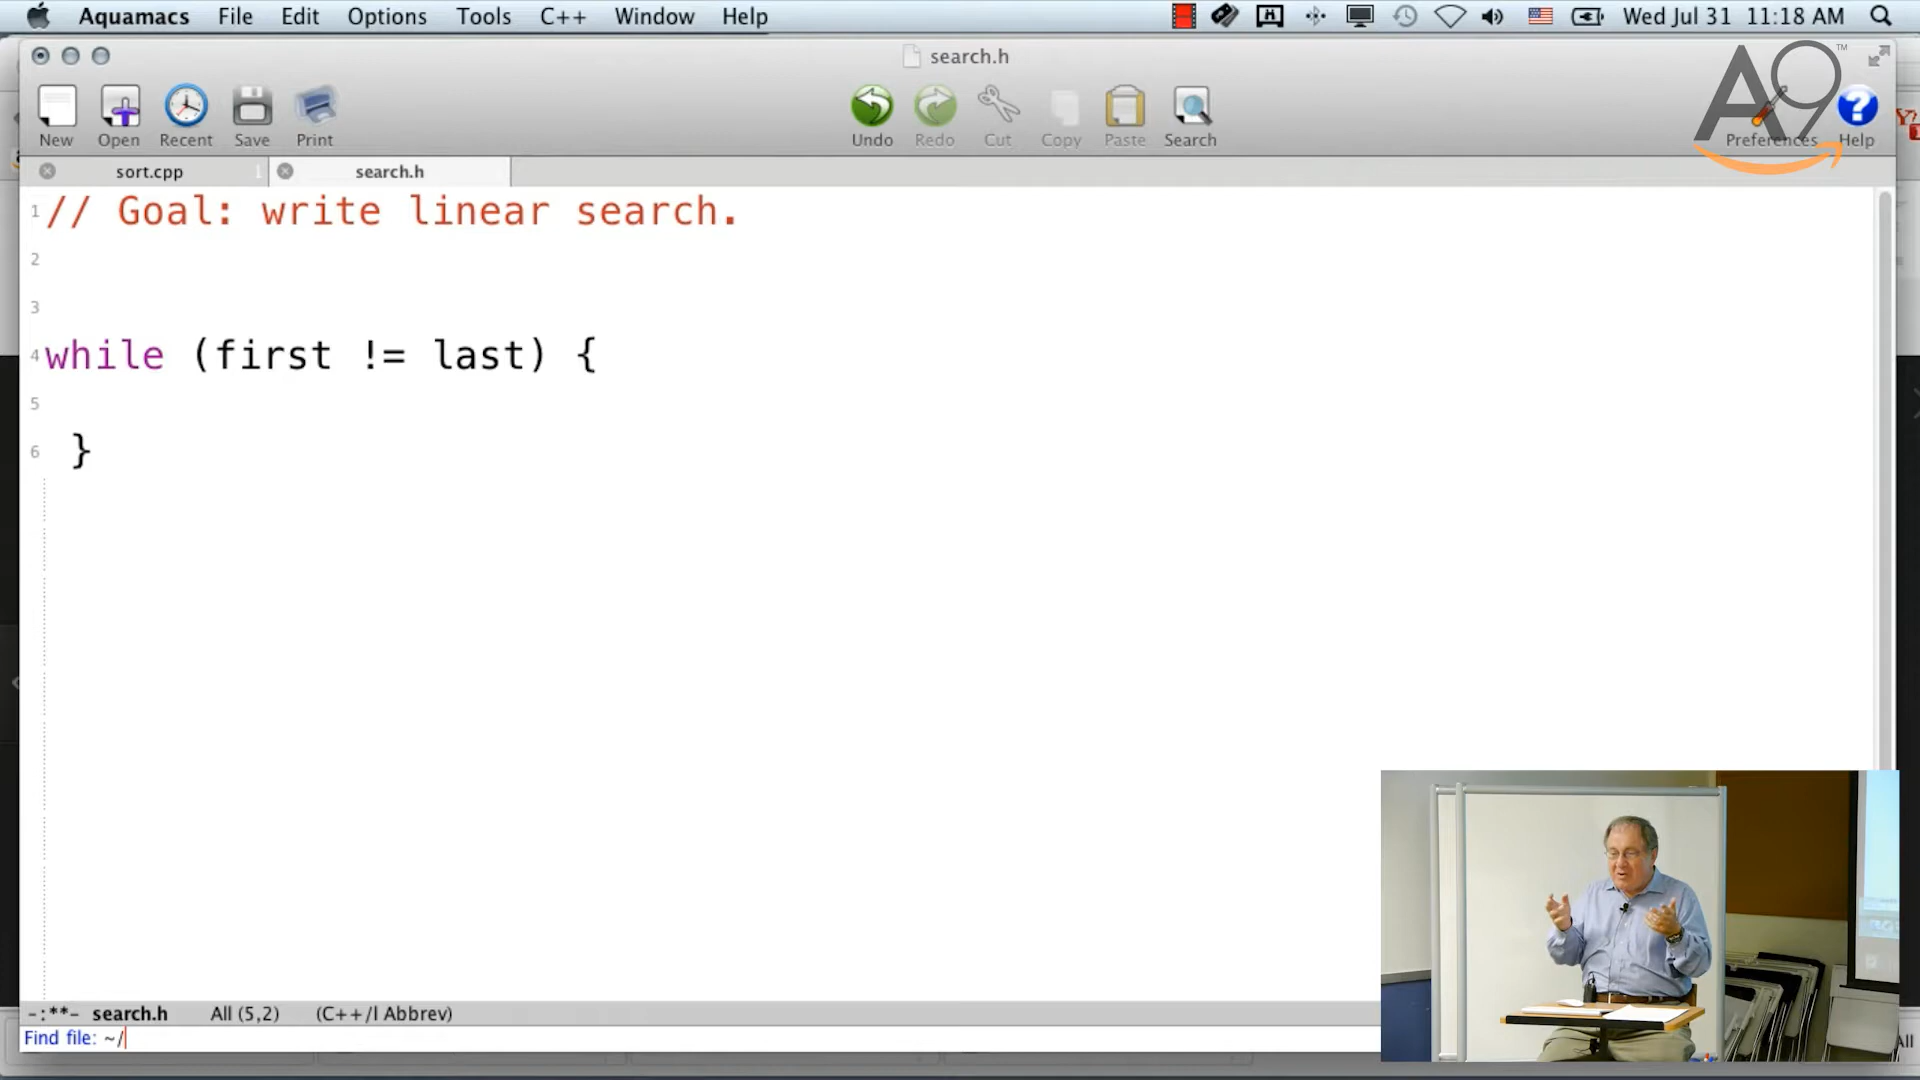 Aquamacs File Edit Options Tools C++ Window Help Wed Jul 31 11:18 AM
search.h
A9™
New Open Recent Save Print Undo Redo Cut Copy Paste Search Preferences Help
sort.cpp search.h
1 // Goal: write linear search.
2
3
4 while (first != last) {
5
6 }
-:**- search.h All (5,2) (C++/l Abbrev)
Find file: ~/
All